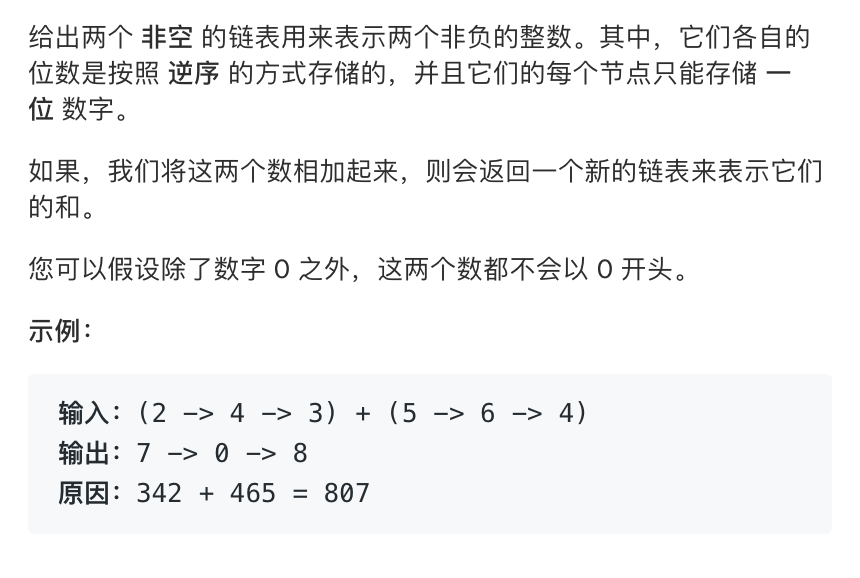 给出两个 非空 的链表用来表示两个非负的整数。其中，它们各自的
位数是按照 逆序 的方式存储的，并且它们的每个节点只能存储 一
位 数字。
如果，我们将这两个数相加起来，则会返回一个新的链表来表示它们
的和。
您可以假设除了数字 0 之外，这两个数都不会以 0 开头。
示例：
输入：(2 -> 4 -> 3) + (5 -> 6 -> 4)
输出：7 -> 0 -> 8
原因：342 + 465 = 807